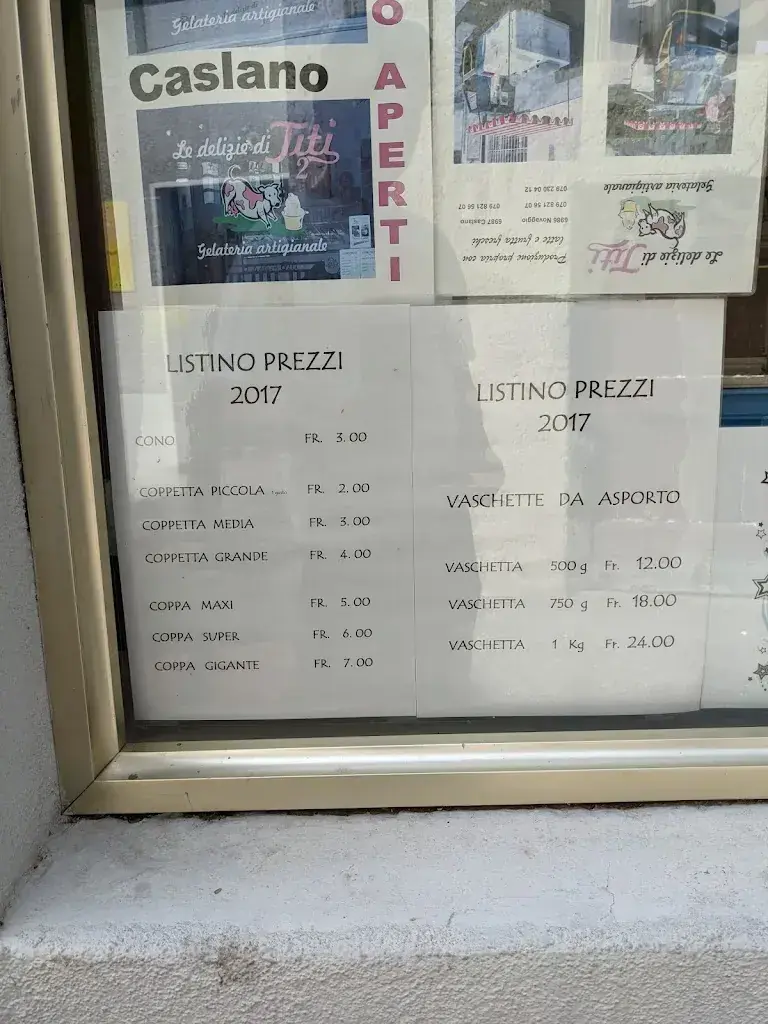 Gelateria artigianale
Caslano
O APERTI
Le delizie di Titi 2
Gelateria artigianale
Le delizie di Titi
Gelateria artigianale
Produzione propria con
latte e frutta freschi
6987 Caslano 079 821 56 07
6986 Novaggio 079 821 56 07
079 230 04 12
LISTINO PREZZI
2017
CONO FR. 3.00
COPPETTA PICCOLA FR. 2.00
COPPETTA MEDIA FR. 3.00
COPPETTA GRANDE FR. 4.00
COPPA MAXI FR. 5.00
COPPA SUPER FR. 6.00
COPPA GIGANTE FR. 7.00
LISTINO PREZZI
2017
VASCHETTE DA ASPORTO
VASCHETTA 500 g Fr. 12.00
VASCHETTA 750 g Fr. 18.00
VASCHETTA 1 Kg Fr. 24.00